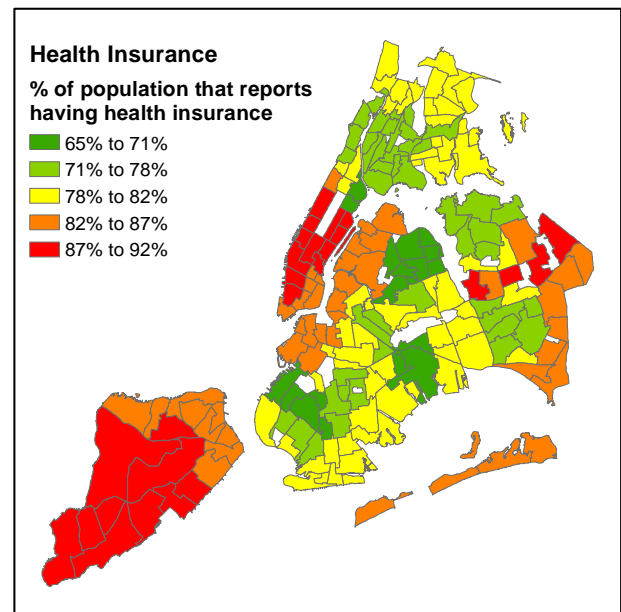 Health Insurance
% of population that reports
having health insurance
65% to 71%
71% to 78%
78% to 82%
82% to 87%
87% to 92%